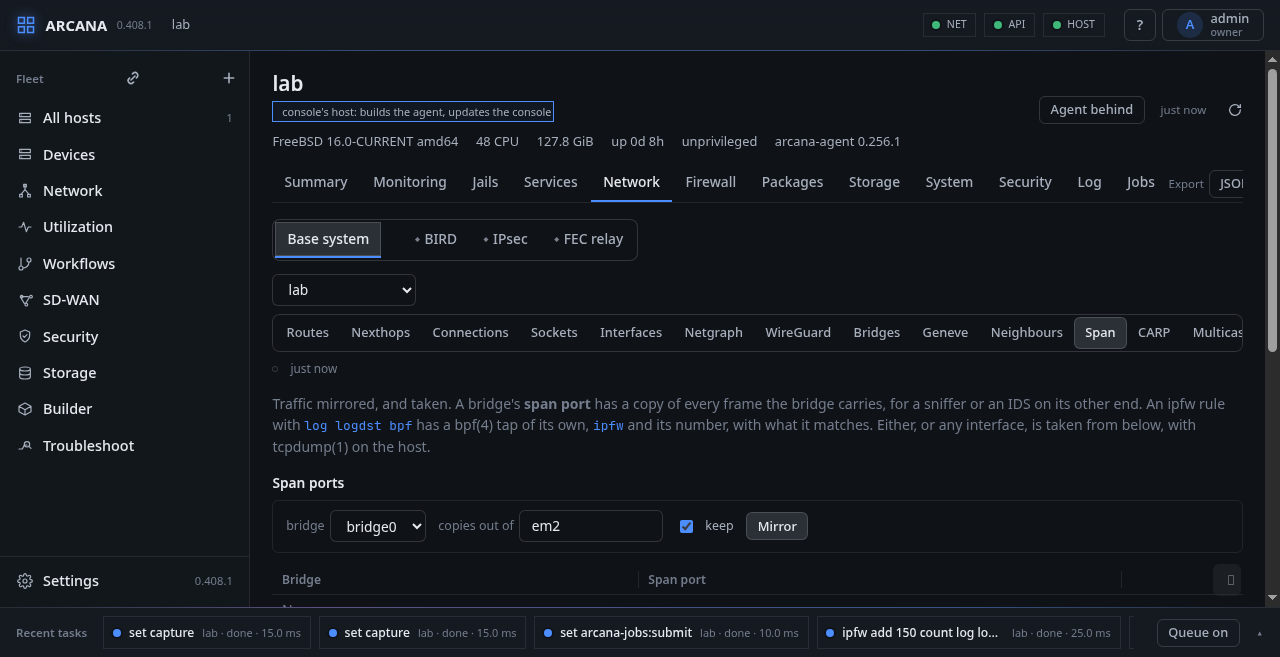 ARCANA 0.408.1 lab NET API HOST ? A admin owner
Fleet
All hosts 1
Devices
Network
Utilization
Workflows
SD-WAN
Security
Storage
Builder
Troubleshoot
Settings 0.408.1
lab
console's host: builds the agent, updates the console
Agent behind just now
FreeBSD 16.0-CURRENT amd64 48 CPU 127.8 GiB up 0d 8h unprivileged arcana-agent 0.256.1
Summary Monitoring Jails Services Network Firewall Packages Storage System Security Log Jobs Export
Base system BIRD IPsec FEC relay
lab
Routes Nexthops Connections Sockets Interfaces Netgraph WireGuard Bridges Geneve Neighbours Span CARP
just now
Traffic mirrored, and taken. A bridge's span port has a copy of every frame the bridge carries, for a sniffer or an IDS on its other end. An ipfw rule
with log logdst bpf has a bpf(4) tap of its own, ipfw and its number, with what it matches. Either, or any interface, is taken from below, with
tcpdump(1) on the host.
Span ports
bridge bridge0 copies out of em2 keep Mirror
Bridge Span port
Recent tasks set capture lab · done · 15.0 ms set capture lab · done · 15.0 ms set arcana-jobs:submit lab · done · 10.0 ms ipfw add 150 count log lo... lab · done · 25.0 ms Queue on